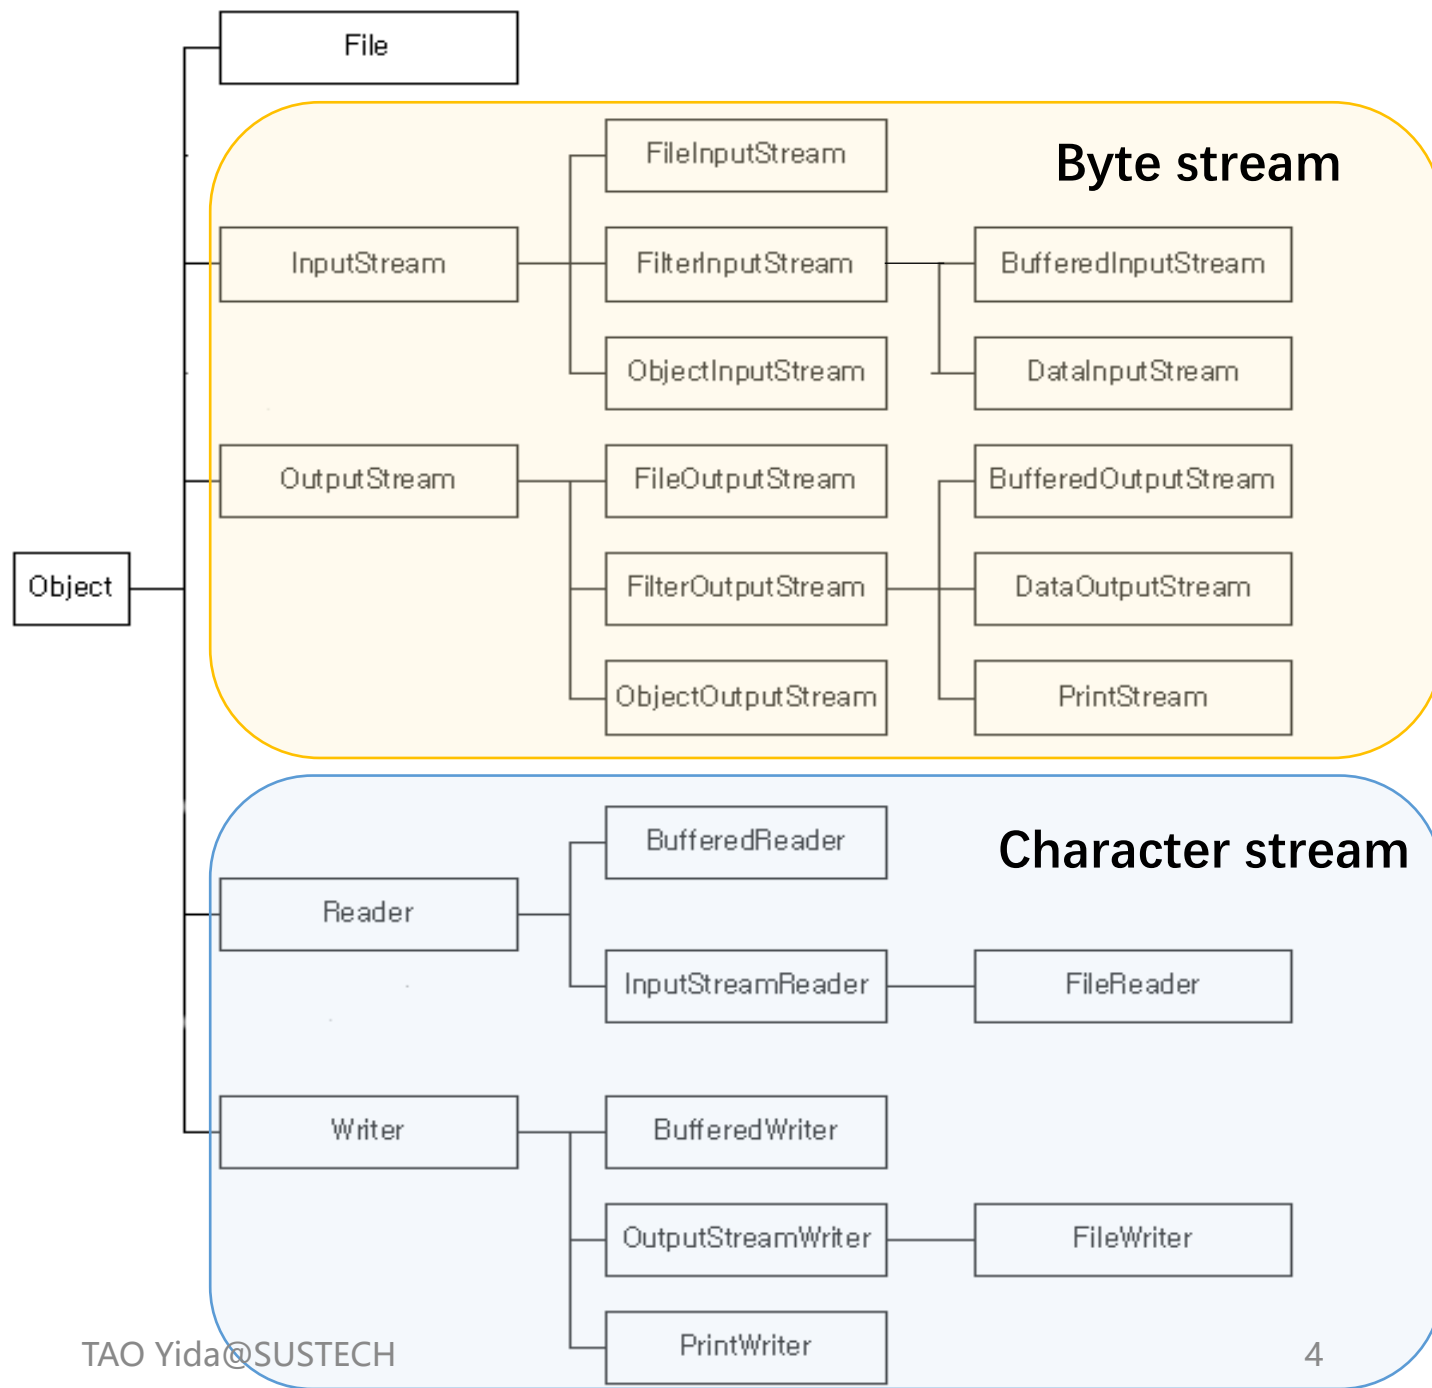 File
FileInputStream
Byte stream
InputStream
FilterInputStream
BufferedInputStream
ObjectInputStream
DataInputStream
OutputStream
FileOutputStream
BufferedOutputStream
Object
FilterOutputStream
DataOutputStream
ObjectOutputStream
PrintStream
BufferedReader
Character stream
Reader
InputStreamReader
FileReader
Writer
BufferedWriter
OutputStreamWriter
FileWriter
PrintWriter
TAO Yida@SUSTECH
4